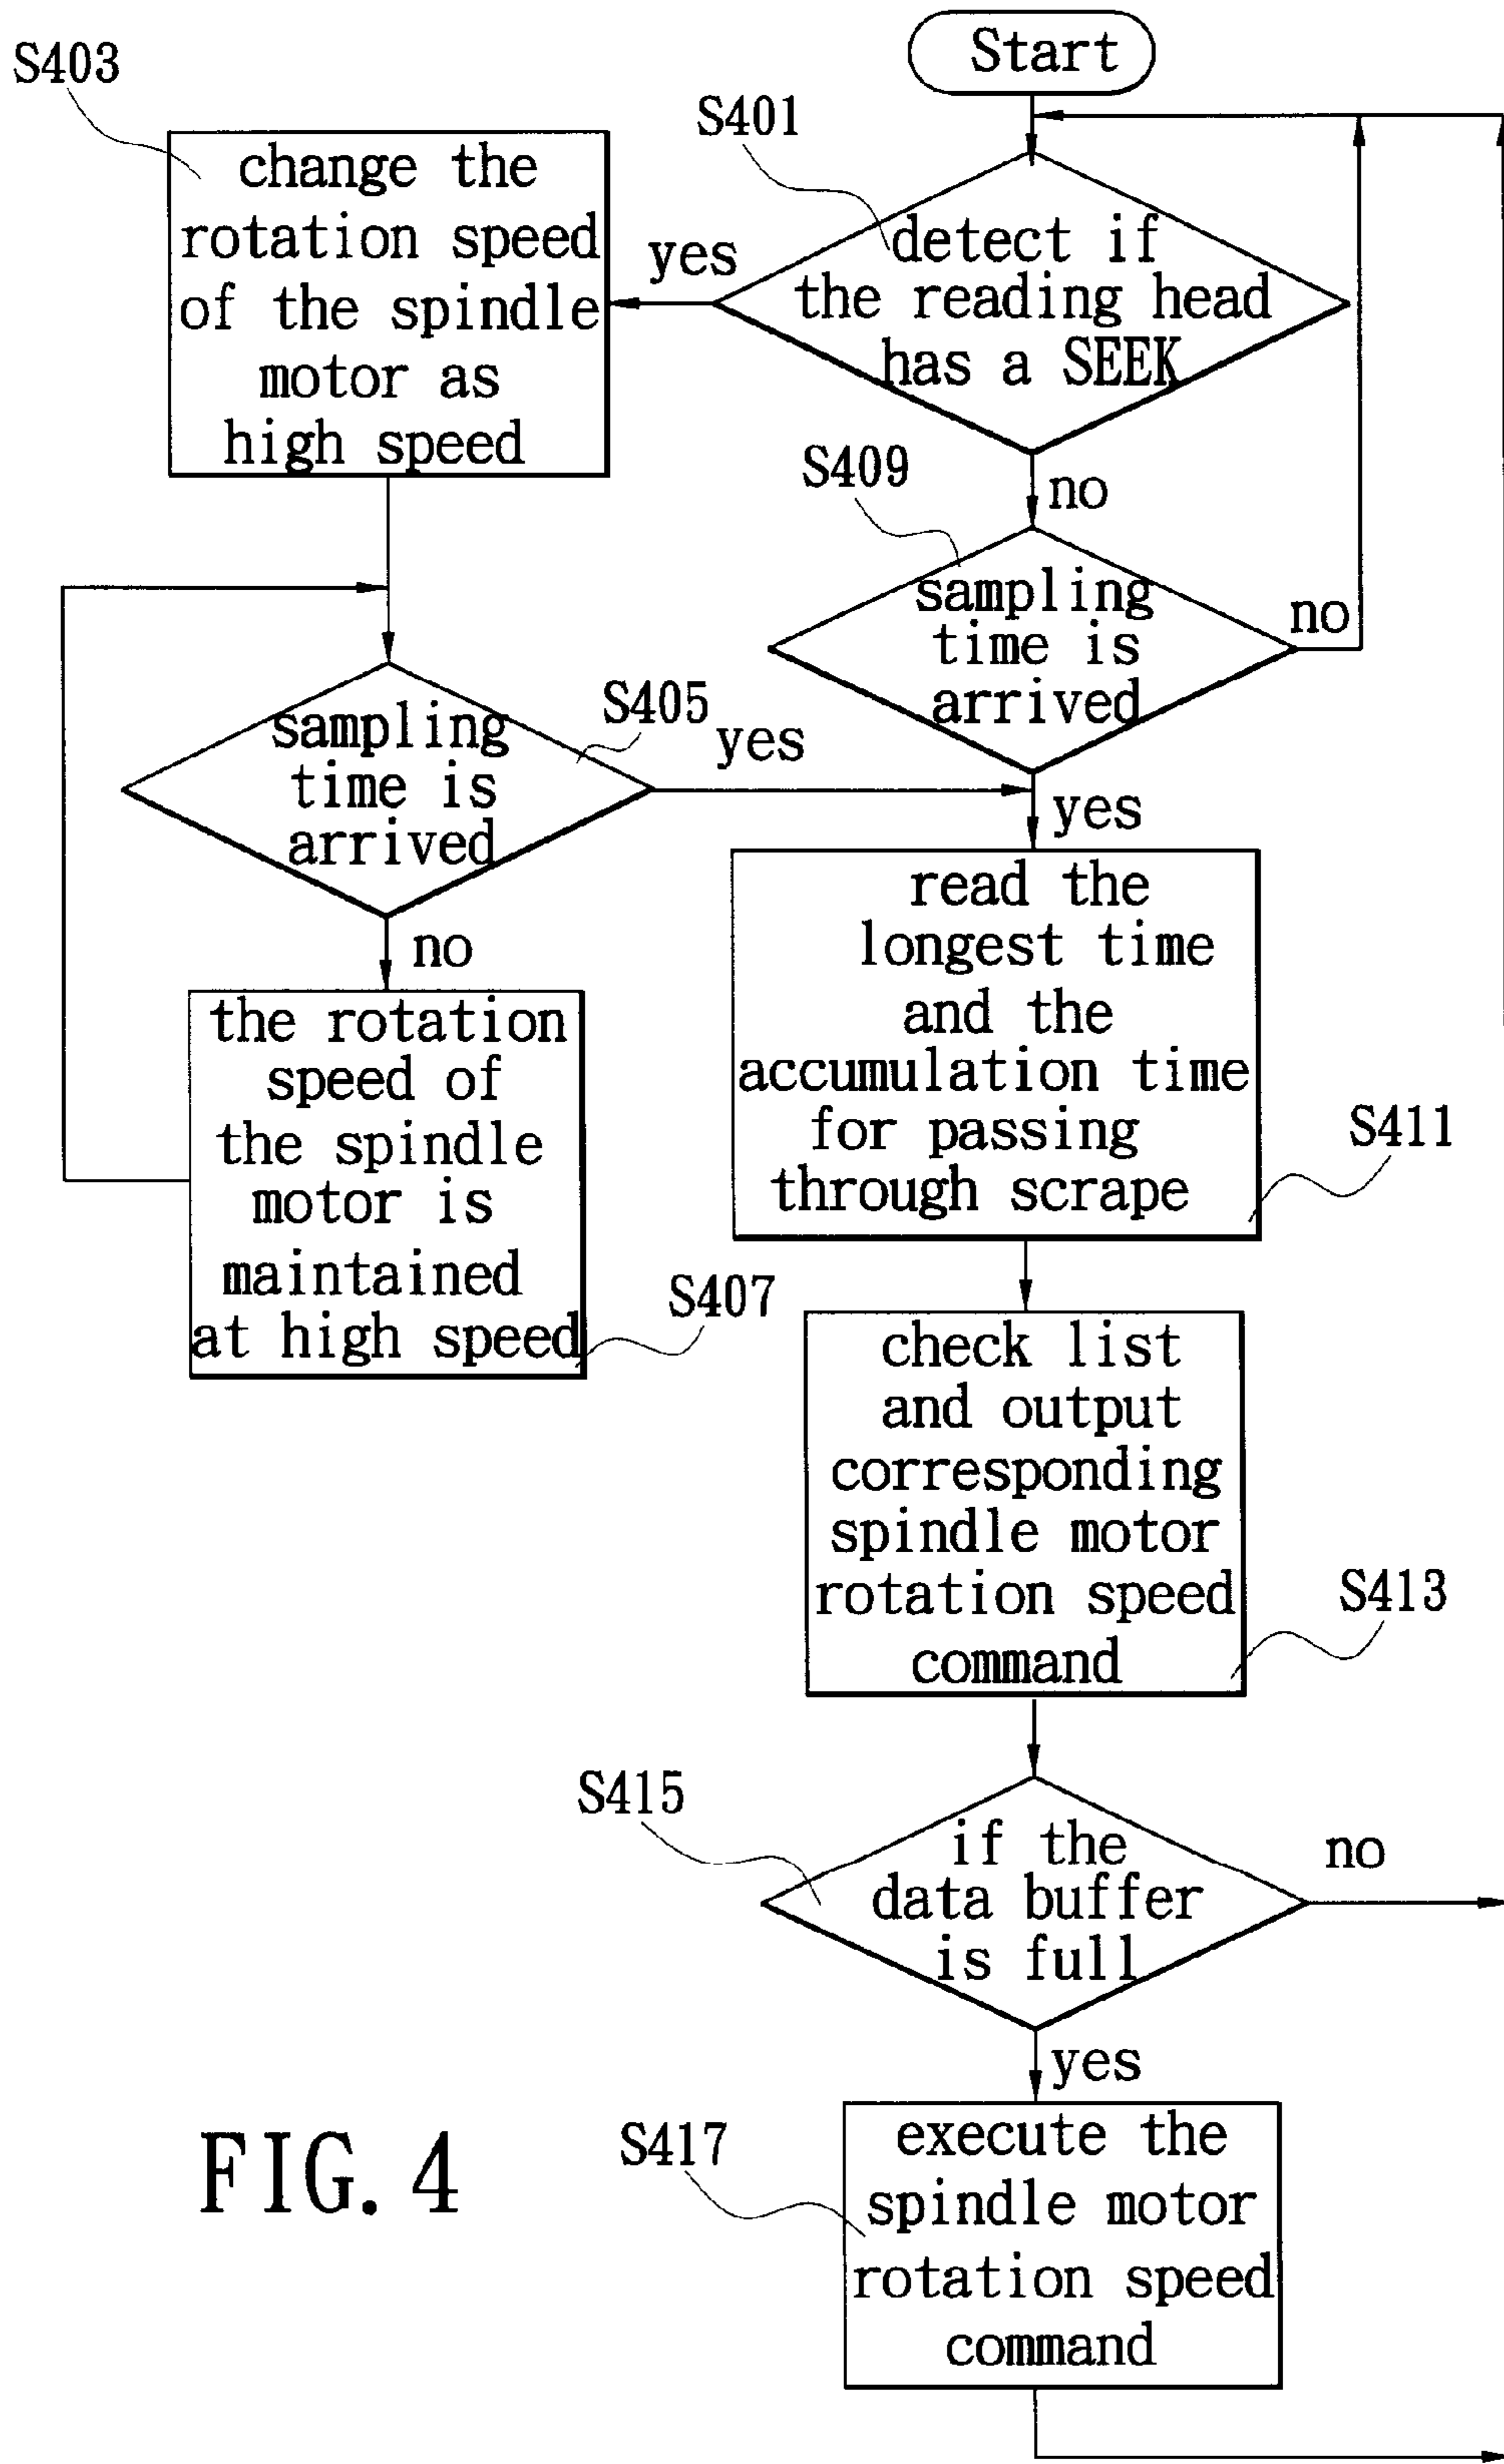 Start
S403
S401
change the
rotation speed
of the spindle
motor as
high speed
yes
detect if
the reading head
has a SEEK
S409
no
sampling
time is
arrived
no
S405
sampling
time is
arrived
yes
yes
no
read the
longest time
and the
accumulation time
for passing
through scrape
S411
the rotation
speed of
the spindle
motor is
maintained
at high speed
S407
check list
and output
corresponding
spindle motor
rotation speed
command
S413
S415
if the
data buffer
is full
no
yes
S417
execute the
spindle motor
rotation speed
command
FIG. 4